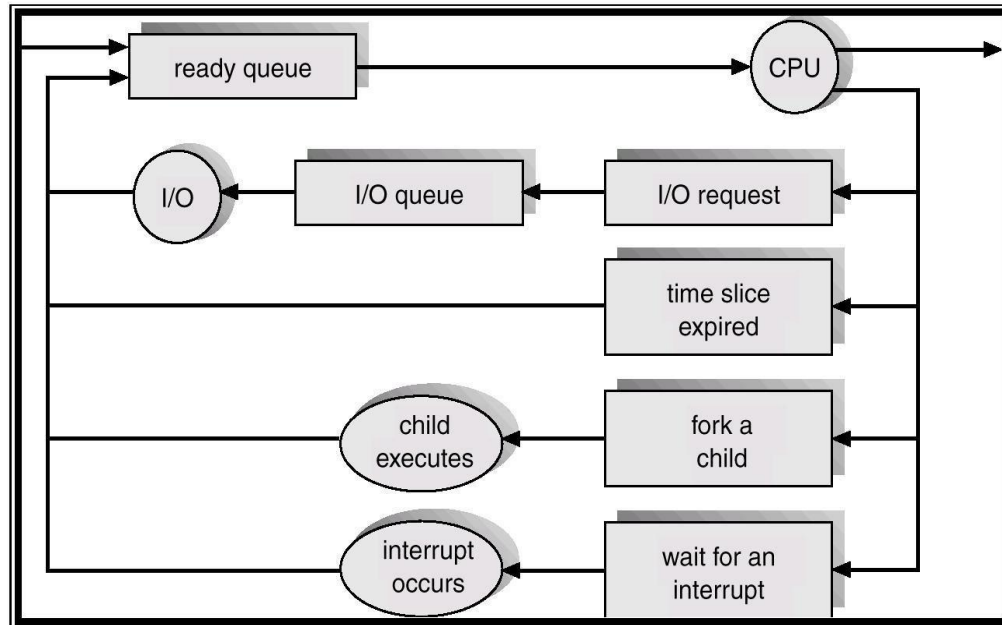 ready queue
CPU
I/O
I/O queue
I/O request
time slice
expired
child
executes
fork a
child
interrupt
occurs
wait for an
interrupt